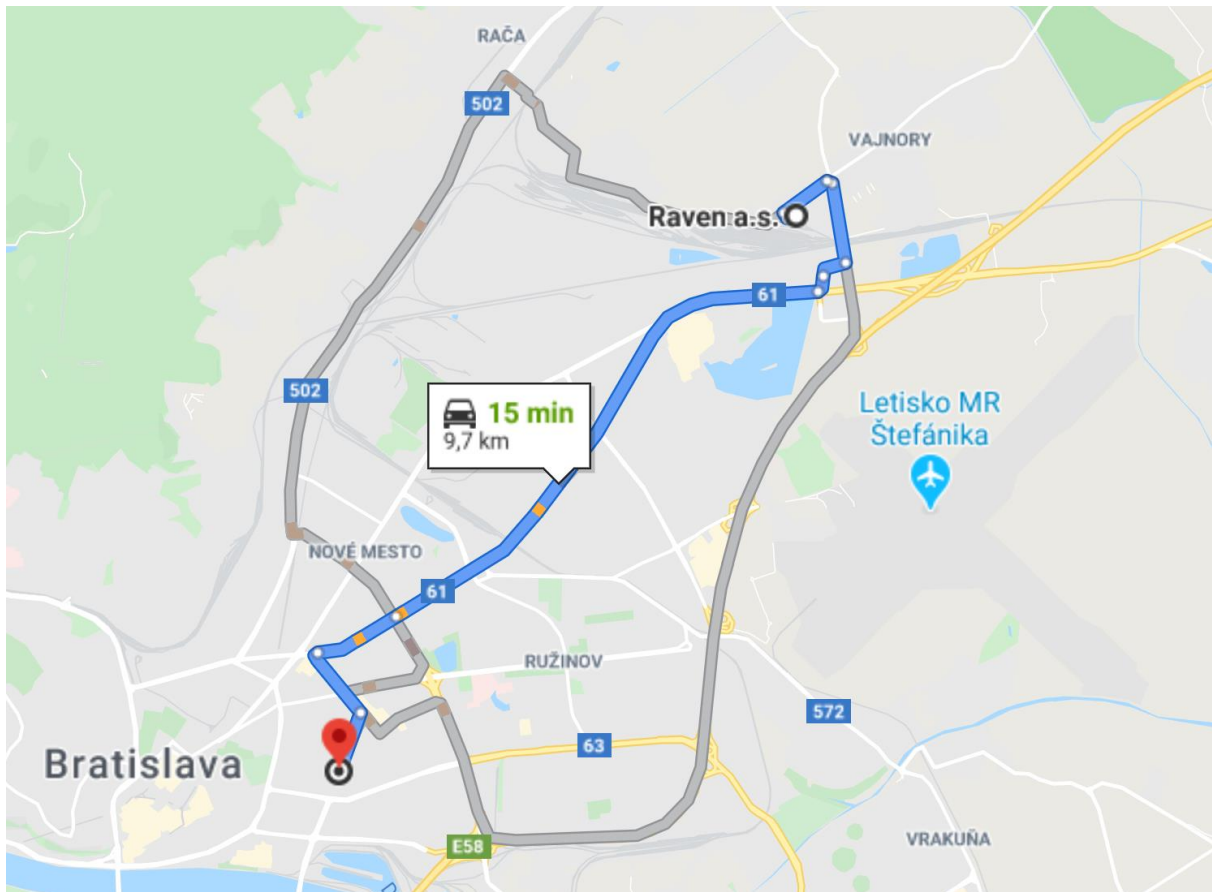 RAČA
502
VAJNORY
Raven a.s.
61
502
15 min
9,7 km
Letisko MR
Štefánika
NOVÉ MESTO
61
RUŽINOV
572
63
Bratislava
E58
VRAKUŇA